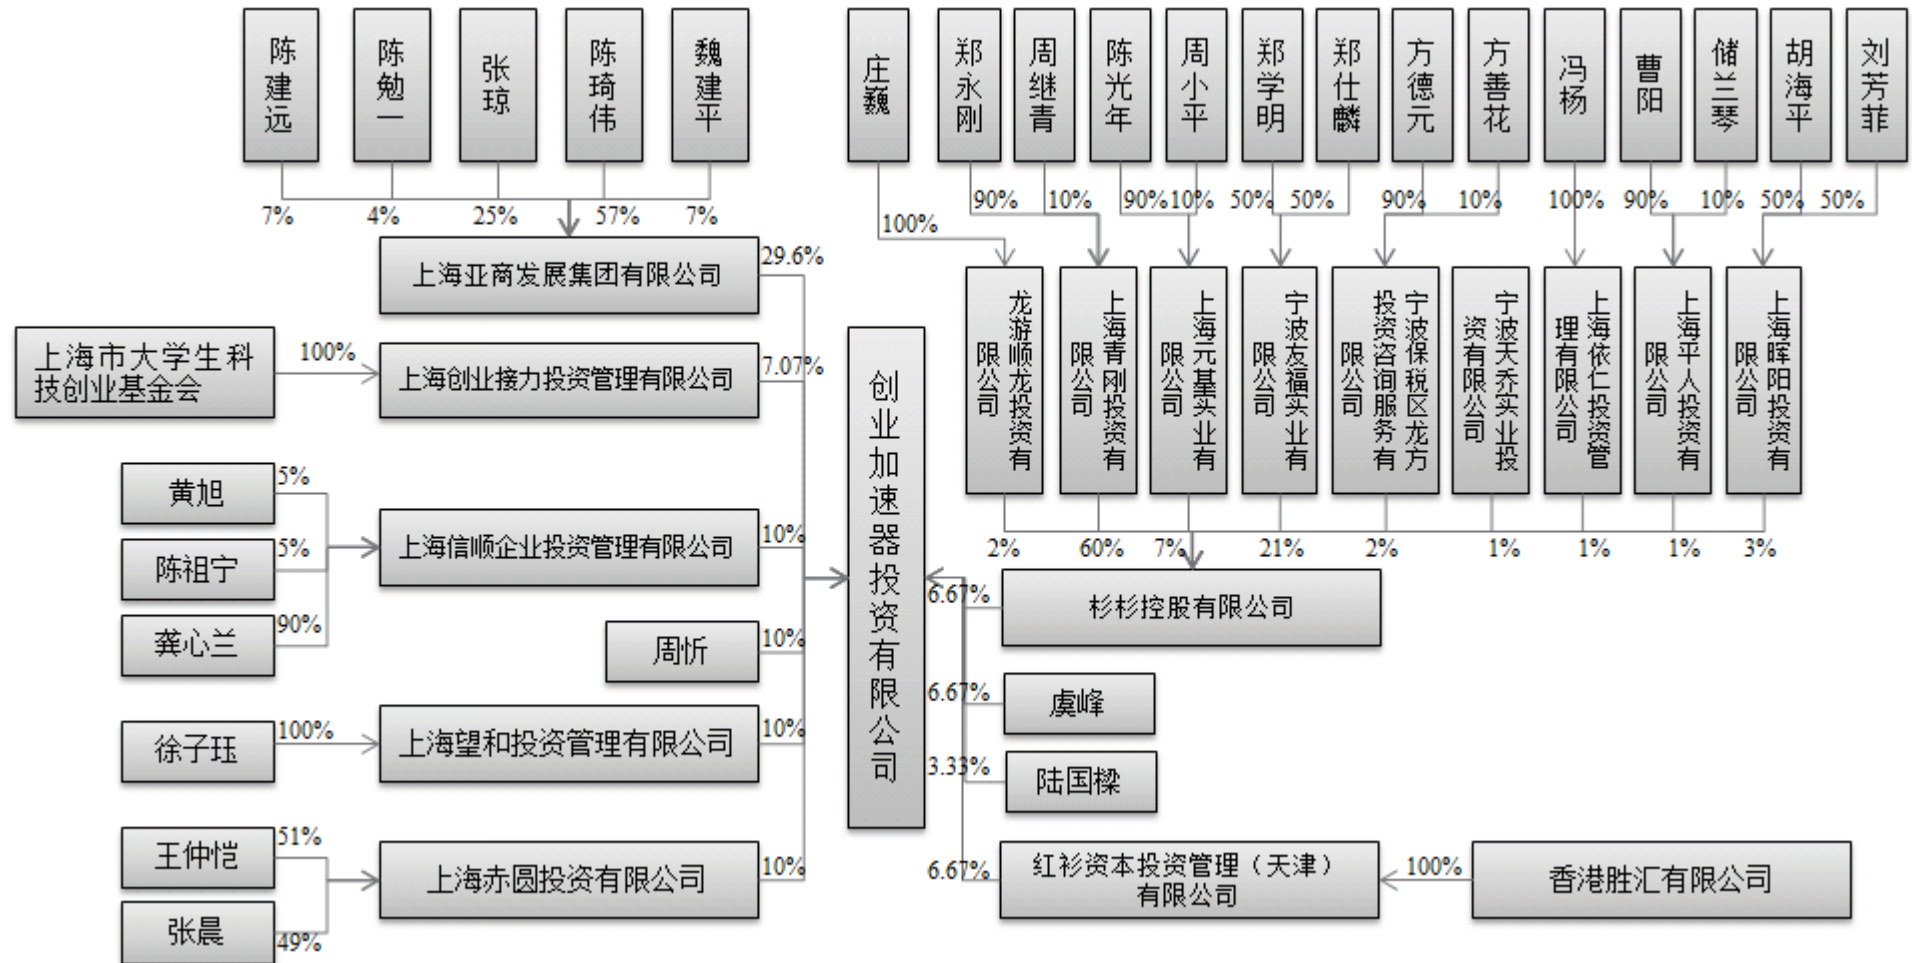 陈建远
陈勉一
张琼
陈琦伟
魏建平
庄巍
郑永刚
周继青
陈光年
周小平
郑学明
郑仕麟
方德元
方善花
冯杨
曹阳
储兰琴
胡海平
刘芳菲
7%
4%
25%
57%
7%
100%
90%
10%
90%
10%
50%
50%
90%
10%
100%
90%
10%
50%
50%
上海亚商发展集团有限公司
29.6%
上海市大学生科
技创业基金会
100%
上海创业接力投资管理有限公司
7.07%
黄旭
5%
陈祖宁
5%
龚心兰
90%
上海信顺企业投资管理有限公司
10%
周忻
10%
徐子珏
100%
上海望和投资管理有限公司
10%
王仲恺
51%
张晨
49%
上海赤圆投资有限公司
10%
创业加速器投资有限公司
龙游顺龙投资有
限公司
上海青刚投资有
限公司
上海元基实业有
限公司
宁波友福实业有
限公司
宁波保税区龙方
投资咨询服务有
限公司
宁波天乔实业投
资有限公司
上海依仁投资管
理有限公司
上海平人投资有
限公司
上海晖阳投资有
限公司
2%
60%
7%
21%
2%
1%
1%
1%
3%
6.67%
杉杉控股有限公司
6.67%
虞峰
3.33%
陆国樑
6.67%
红衫资本投资管理（天津）
有限公司
100%
香港胜汇有限公司